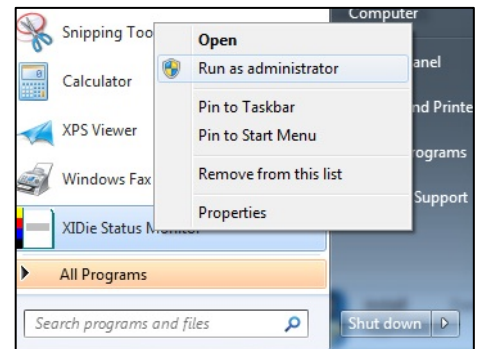 Computer
Snipping Too
Open
Run as administrator
anel
Calculator
Pin to Taskbar
nd Printe
XPS Viewer
Pin to Start Menu
rograms
Windows Fax
Remove from this list
Support
Properties
XIDie Status Monitor
All Programs
Search programs and files
Shut down